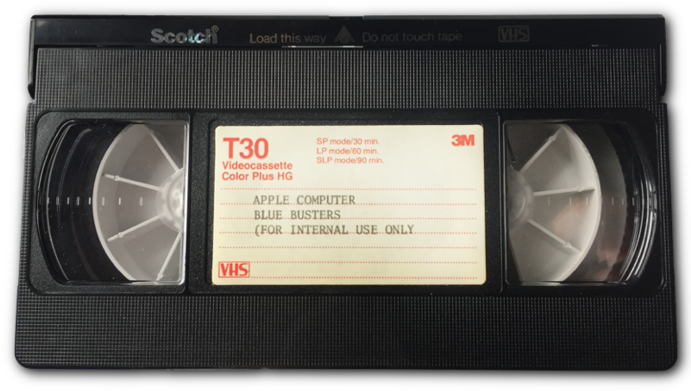 Scotch Load this way Do not touch tape VHS
T30 SP mode/30 min. 3M
LP mode/60 min.
Videocassette SLP mode/90 min.
Color Plus HG
APPLE COMPUTER
BLUE BUSTERS
(FOR INTERNAL USE ONLY
VHS